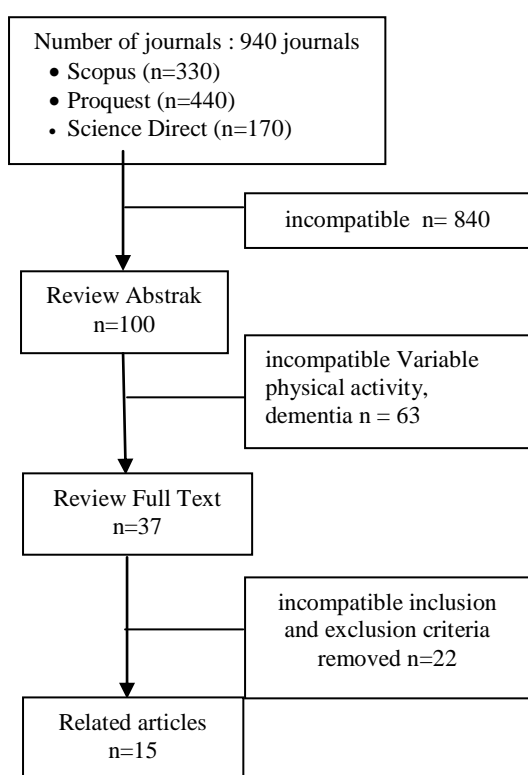 Number of journals : 940 journals
• Scopus (n=330)
• Proquest (n=440)
• Science Direct (n=170)
incompatible n= 840
Review Abstrak
n=100
incompatible Variable
physical activity,
dementia n = 63
Review Full Text
n=37
incompatible inclusion
and exclusion criteria
removed n=22
Related articles
n=15